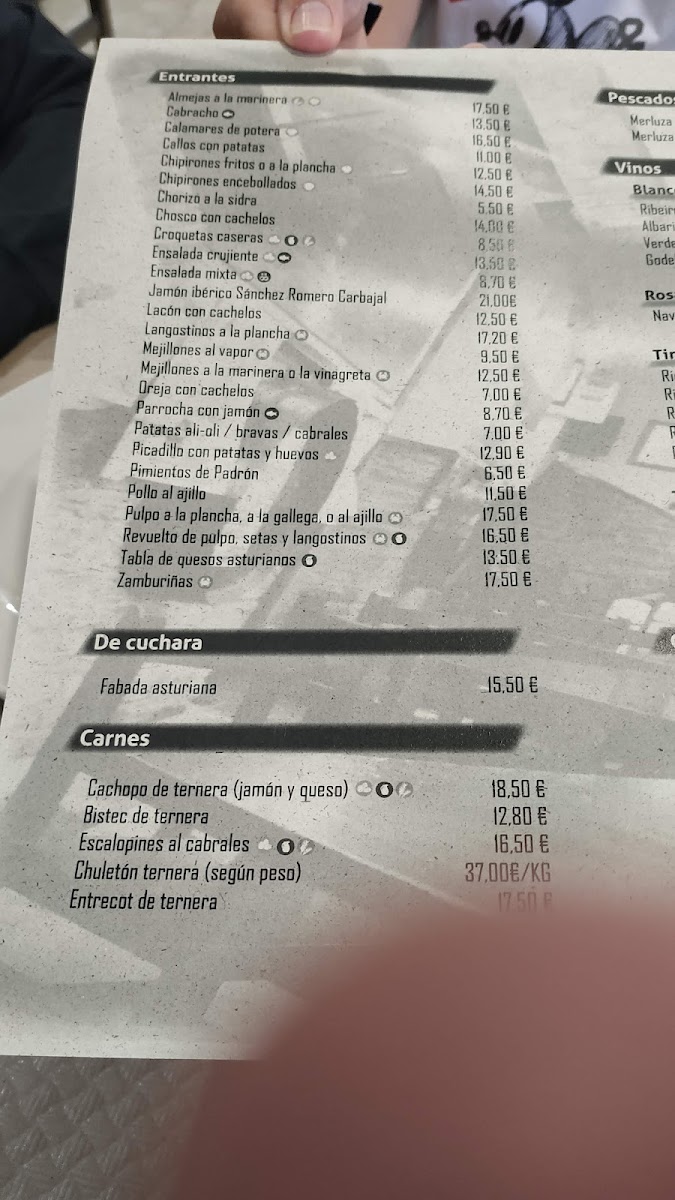 Entrantes
Almejas a la marinera 17,50 €
Cabracho 13,50 €
Calamares de potera 16,50 €
Callos con patatas 11,00 €
Chipirones fritos o a la plancha 12,50 €
Chipirones encebollados 14,50 €
Chorizo a la sidra 5,50 €
Chosco con cachelos 14,00 €
Croquetas caseras 8,50 €
Ensalada crujiente 13,50 €
Ensalada mixta 8,70 €
Jamón ibérico Sánchez Romero Carbajal 21,00€
Lacón con cachelos 12,50 €
Langostinos a la plancha 17,20 €
Mejillones al vapor 9,50 €
Mejillones a la marinera o la vinagreta 12,50 €
Oreja con cachelos 7,00 €
Parrocha con jamón 8,70 €
Patatas ali-oli / bravas / cabrales 7,00 €
Picadillo con patatas y huevos 12,90 €
Pimientos de Padrón 6,50 €
Pollo al ajillo 11,50 €
Pulpo a la plancha, a la gallega, o al ajillo 17,50 €
Revuelto de pulpo, setas y langostinos 16,50 €
Tabla de quesos asturianos 13:50 €
Zamburiñas 17,50 €
De cuchara
Fabada asturiana 15,50 €
Carnes
Cachopo de ternera (jamón y queso) 18,50 €
Bistec de ternera 12,80 €
Escalopines al cabrales 16,50 €
Chuletón ternera (según peso) 37,00€/KG
Entrecot de ternera 17,50 €
Pescados
Merluza
Merluza
Vinos
Blanc
Ribeir
Albari
Verde
Gode
Ros
Nav
Tin
Ri
Ri
R
R